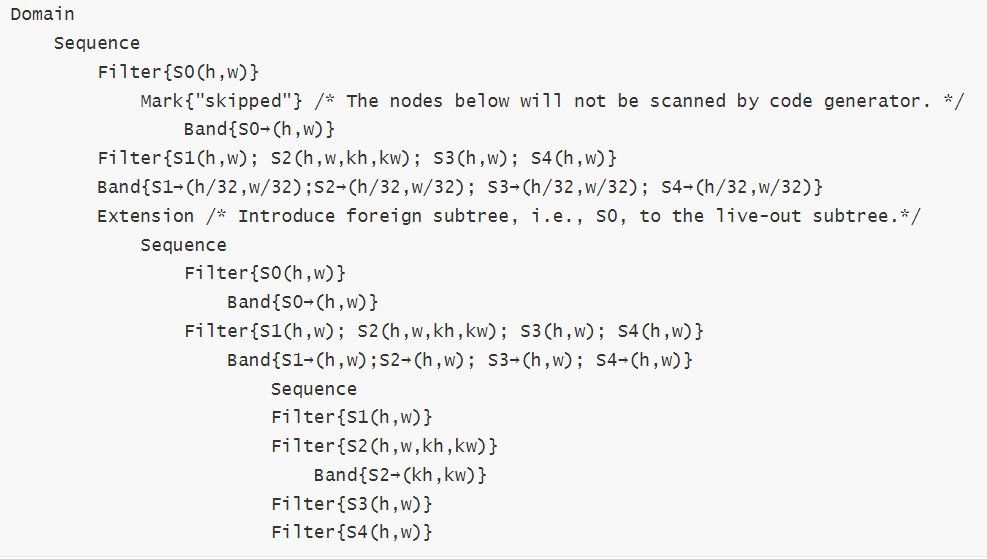 Domain
    Sequence
        Filter{S0(h,w)}
            Mark{"skipped"} /* The nodes below will not be scanned by code generator. */
                Band{S0→(h,w)}
        Filter{S1(h,w); S2(h,w,kh,kw); S3(h,w); S4(h,w)}
        Band{S1→(h/32,w/32);S2→(h/32,w/32); S3→(h/32,w/32); S4→(h/32,w/32)}
        Extension /* Introduce foreign subtree, i.e., S0, to the live-out subtree.*/
            Sequence
                Filter{S0(h,w)}
                    Band{S0→(h,w)}
                Filter{S1(h,w); S2(h,w,kh,kw); S3(h,w); S4(h,w)}
                    Band{S1→(h,w);S2→(h,w); S3→(h,w); S4→(h,w)}
                        Sequence
                        Filter{S1(h,w)}
                        Filter{S2(h,w,kh,kw)}
                            Band{S2→(kh,kw)}
                        Filter{S3(h,w)}
                        Filter{S4(h,w)}